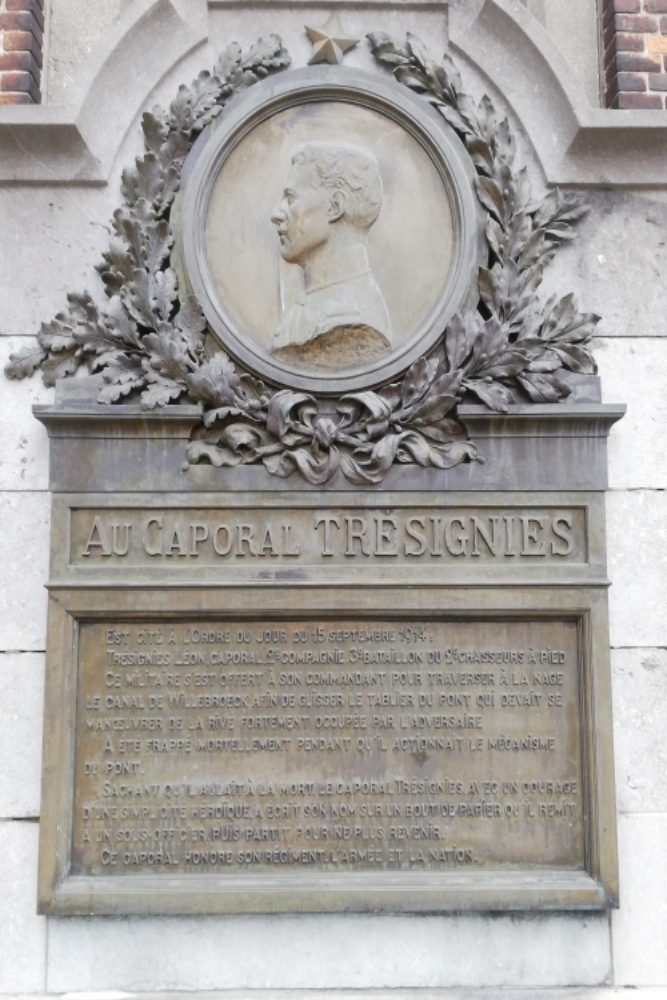 AU CAPORAL TRÉSIGNIES
EST CITÉ À L'ORDRE DU JOUR DU 15 SEPTEMBRE 1914:
TRÉSIGNIES LÉON, CAPORAL 2E COMPAGNIE 3E BATAILLON DU 2E CHASSEURS À PIED
CE MILITAIRE S'EST OFFERT À SON COMMANDANT POUR TRAVERSER À LA NAGE
LE CANAL DE WILLEBROECK AFIN DE GLISSER LE TABLIER DU PONT QUI DEVAIT SE
MANŒUVRER DE LA RIVE FORTEMENT OCCUPÉE PAR L'ADVERSAIRE
A ÉTÉ FRAPPÉ MORTELLEMENT PENDANT QU'IL ACTIONNAIT LE MÉCANISME
DU PONT.
SACHANT QU'IL ALLAIT À LA MORT, LE CAPORAL TRÉSIGNIES, AVEC UN COURAGE
D'UNE SIMPLICITÉ HÉROÏQUE, A ÉCRIT SON NOM SUR UN BOUT DE PAPIER QU'IL REMIT
À UN SOUS-OFFICIER PUIS PARTIT POUR NE PLUS REVENIR.
CE CAPORAL HONORE SON RÉGIMENT, L'ARMÉE ET LA NATION.